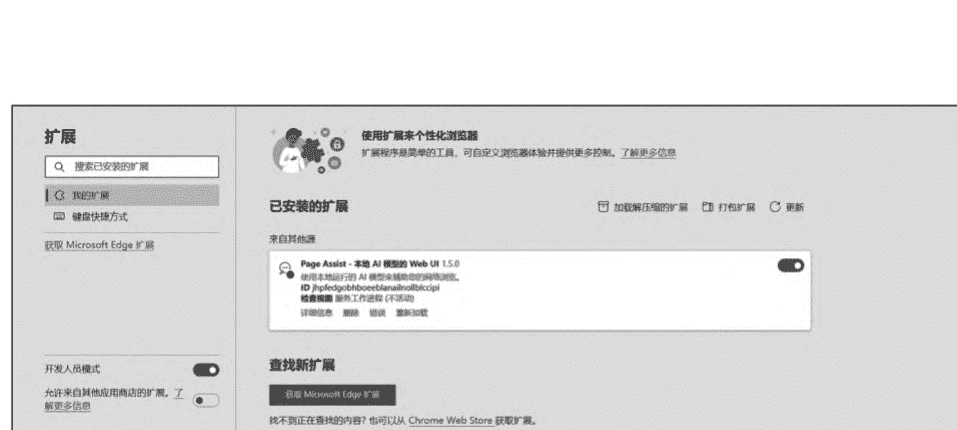 扩展
搜索已安装的扩展
我的扩展
键盘快捷方式
获取 Microsoft Edge 扩展
开发人员模式
允许来自其他应用商店的扩展。了
解更多信息
使用扩展来个性化浏览器
扩展程序是简单的工具，可自定义浏览器体验并提供更多控制。了解更多信息
已安装的扩展
加载解压缩的扩展 打包扩展 更新
来自其他源
Page Assist - 本地 AI 模型的 Web UI 1.5.0
使用本地运行的 AI 模型来辅助您的网络浏览。
ID jhpfedgobhboeeblanailnollblccipi
检查视图 服务工作进程 (不活动)
详细信息 删除 错误 重新加载
查找新扩展
获取 Microsoft Edge 扩展
找不到正在查找的内容? 也可以从 Chrome Web Store 获取扩展。